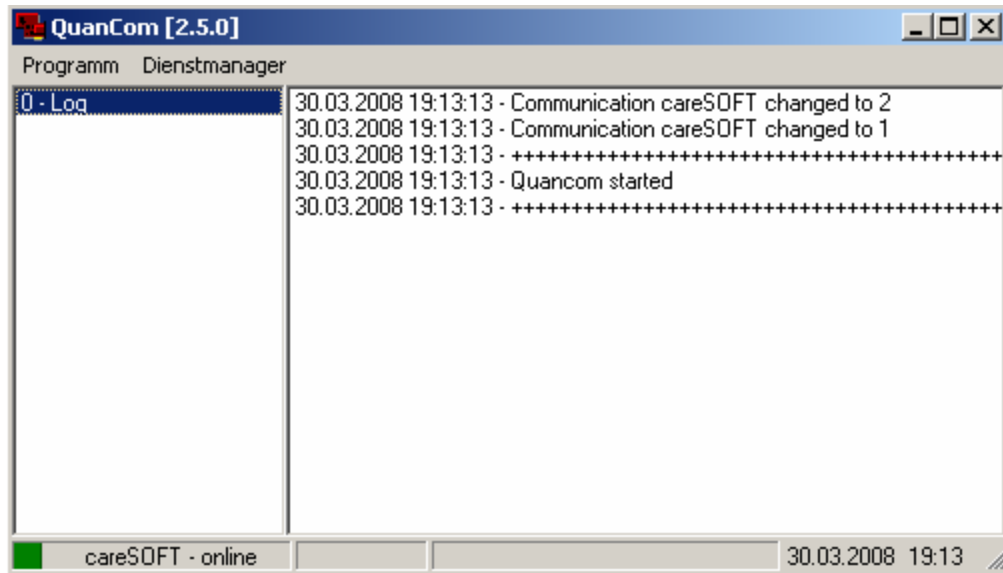 QuanCom [2.5.0]
Programm Dienstmanager
0 - Log
30.03.2008 19:13:13 - Communication careSOFT changed to 2
30.03.2008 19:13:13 - Communication careSOFT changed to 1
30.03.2008 19:13:13 - +++++++++++++++++++++++++++++++++++++++++
30.03.2008 19:13:13 - Quancom started
30.03.2008 19:13:13 - +++++++++++++++++++++++++++++++++++++++++
careSOFT - online
30.03.2008 19:13